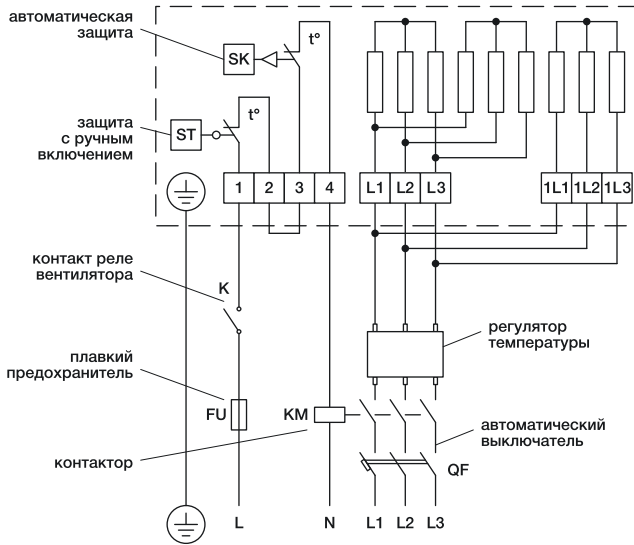 автоматическая
защита
SK
t°
защита
с ручным
включением
ST
t°
1 2 3 4 L1 L2 L3 1L1 1L2 1L3
контакт реле
вентилятора
K
регулятор
температуры
плавкий
предохранитель
FU
KM
автоматический
выключатель
контактор
QF
L N L1 L2 L3